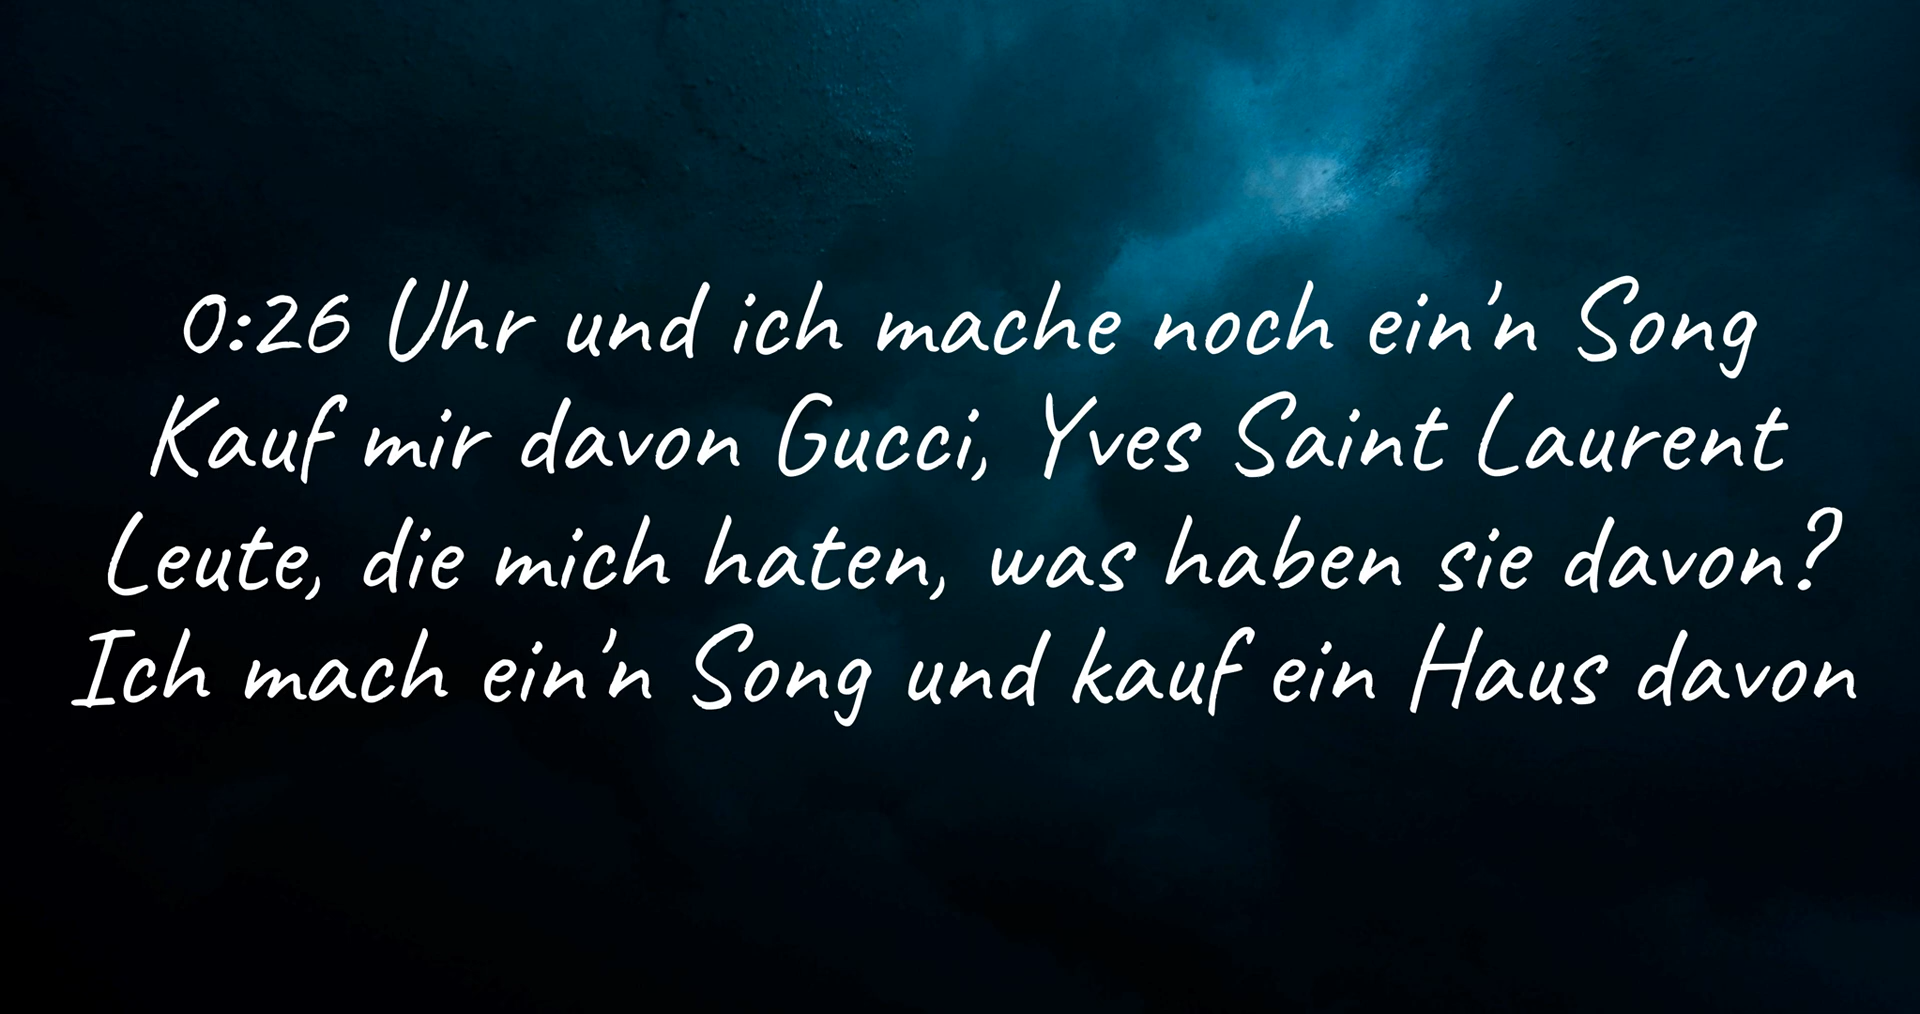 0:26 Uhr und ich mache noch ein'n Song
Kauf mir davon Gucci, Yves Saint Laurent
Leute, die mich haten, was haben sie davon?
Ich mach ein'n Song und kauf ein Haus davon